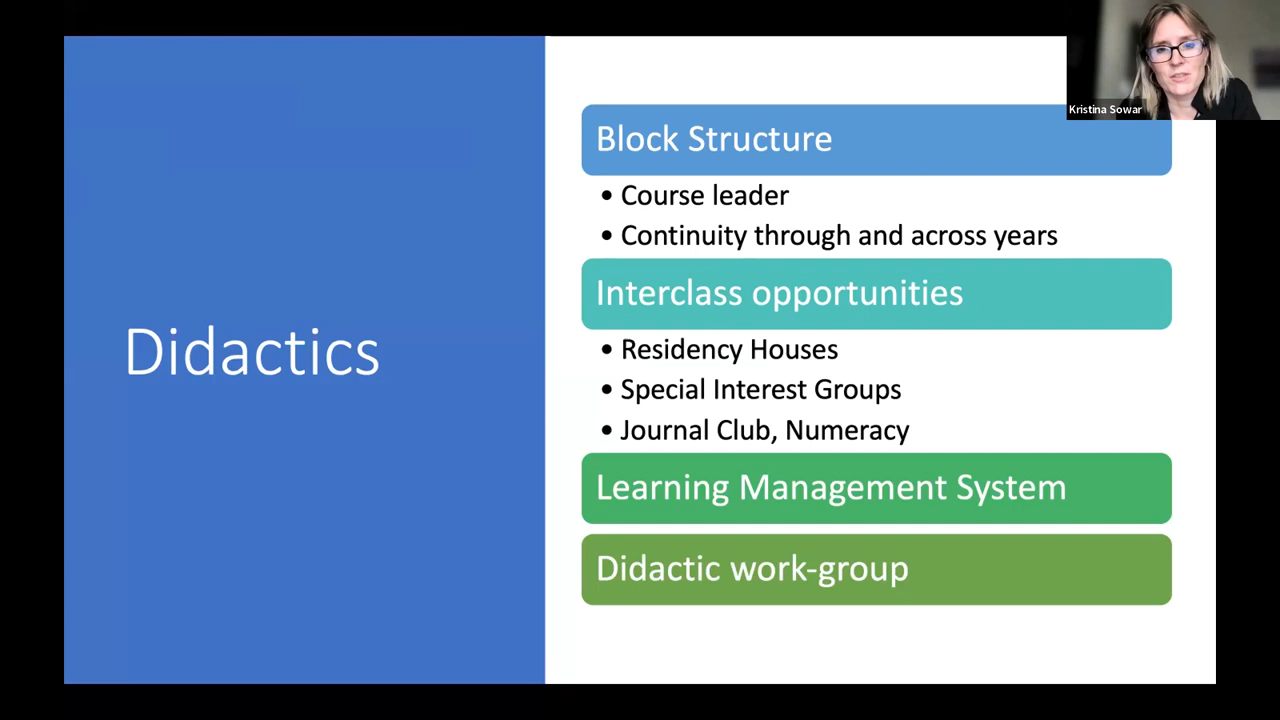 Kristina Sowar
Didactics
Block Structure
• Course leader
• Continuity through and across years
Interclass opportunities
• Residency Houses
• Special Interest Groups
• Journal Club, Numeracy
Learning Management System
Didactic work-group